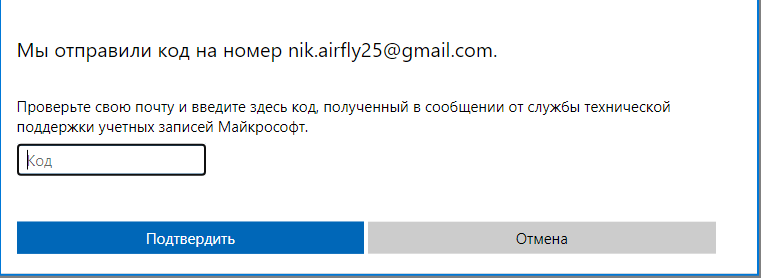 Мы отправили код на номер nik.airfly25@gmail.com.
Проверьте свою почту и введите здесь код, полученный в сообщении от службы технической
поддержки учетных записей Майкрософт.
Код
Подтвердить Отмена